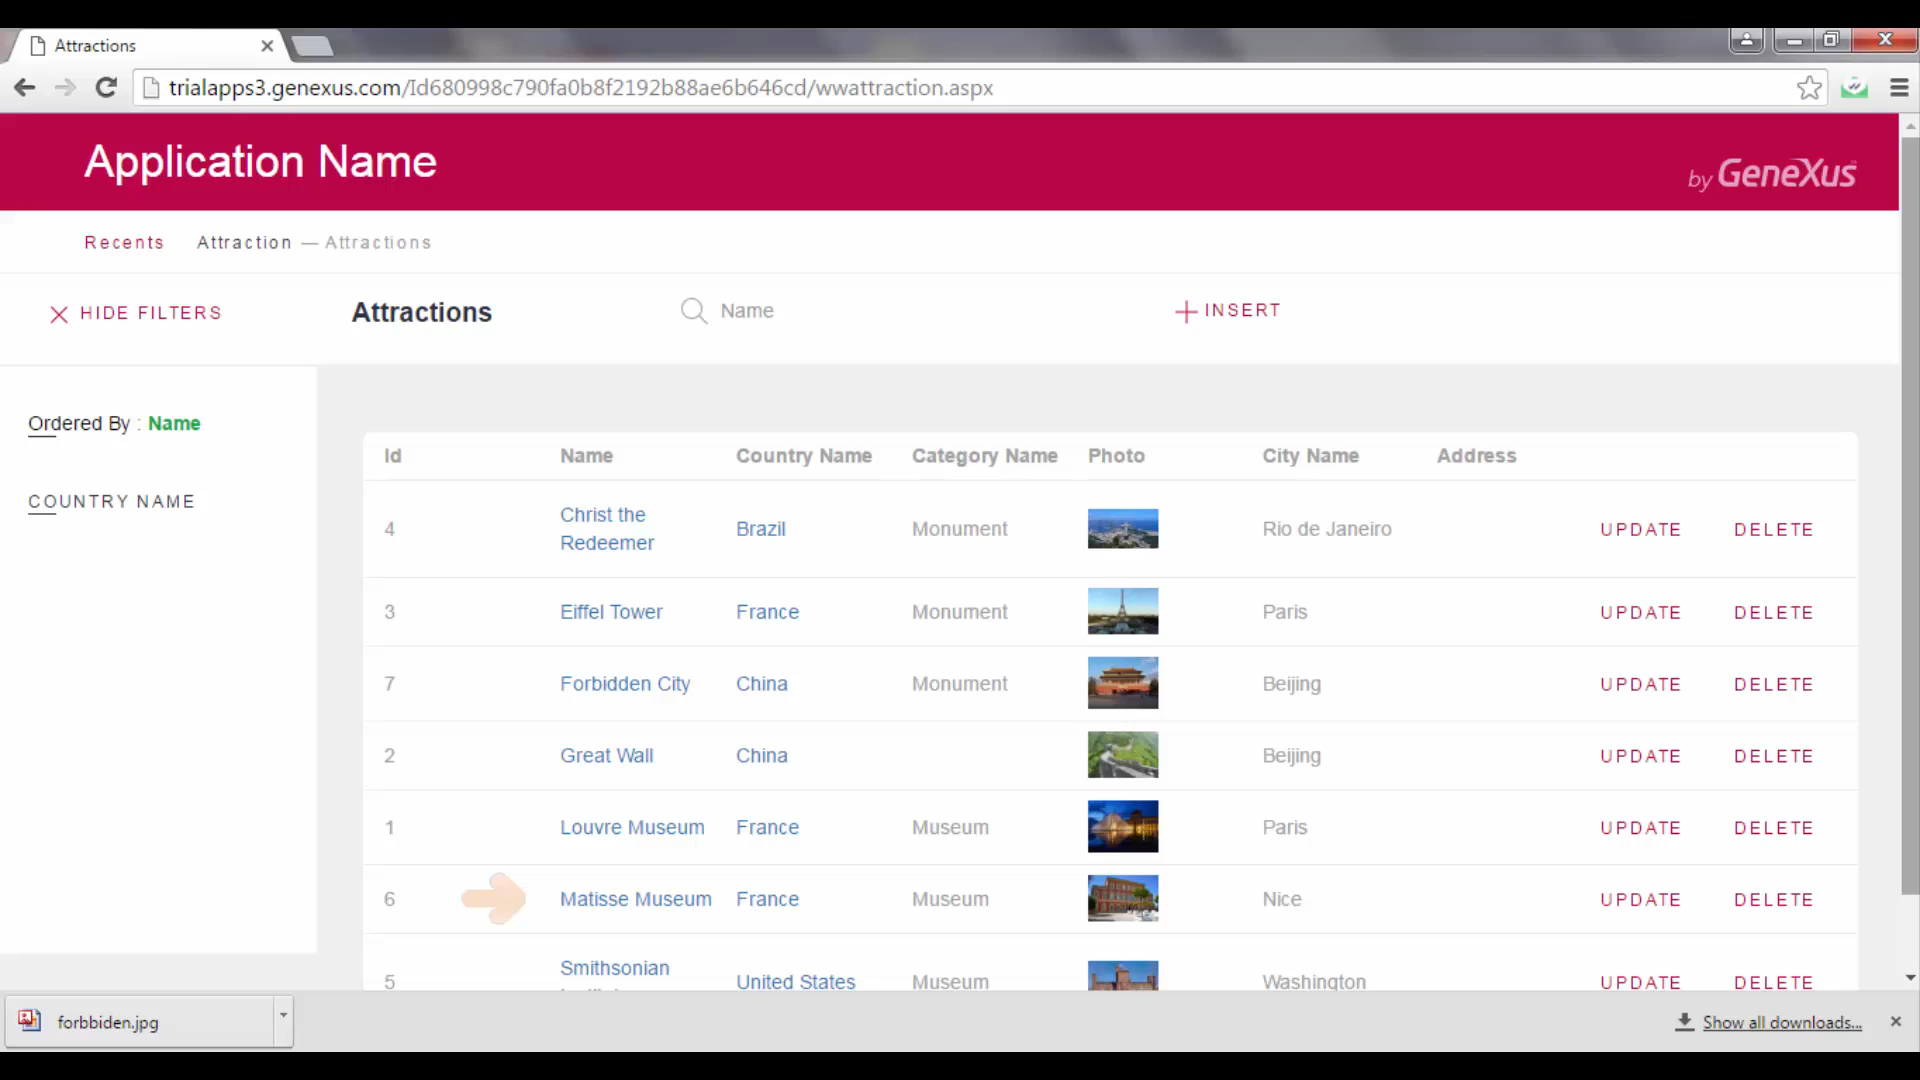 Attractions
trialapps3.genexus.com/Id680998c790fa0b8f2192b88ae6b646cd/wwattraction.aspx
Application Name
by GeneXus
Recents Attraction — Attractions
HIDE FILTERS Attractions Name INSERT
Ordered By : Name
COUNTRY NAME
Id Name Country Name Category Name Photo City Name Address
4 Christ the Redeemer Brazil Monument Rio de Janeiro UPDATE DELETE
3 Eiffel Tower France Monument Paris UPDATE DELETE
7 Forbidden City China Monument Beijing UPDATE DELETE
2 Great Wall China Beijing UPDATE DELETE
1 Louvre Museum France Museum Paris UPDATE DELETE
6 Matisse Museum France Museum Nice UPDATE DELETE
5 Smithsonian United States Museum Washington UPDATE DELETE
forbbiden.jpg Show all downloads...